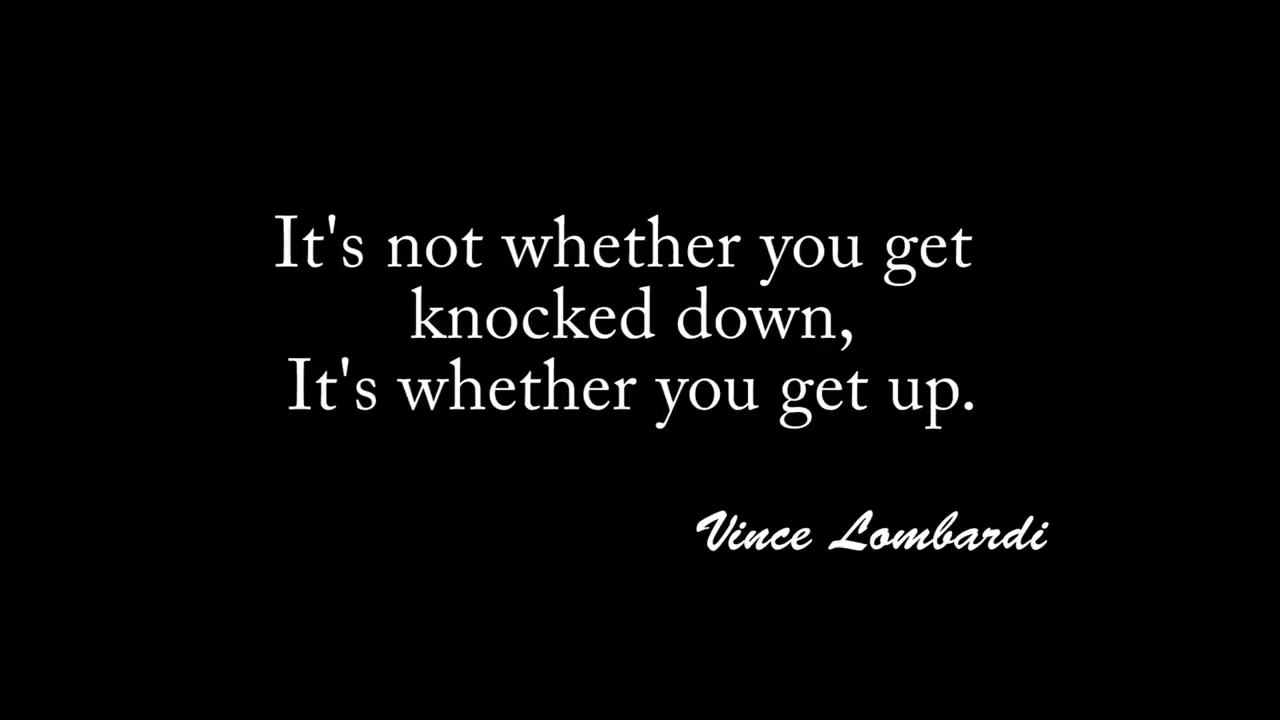 It's not whether you get
knocked down,
It's whether you get up.
Vince Lombardi